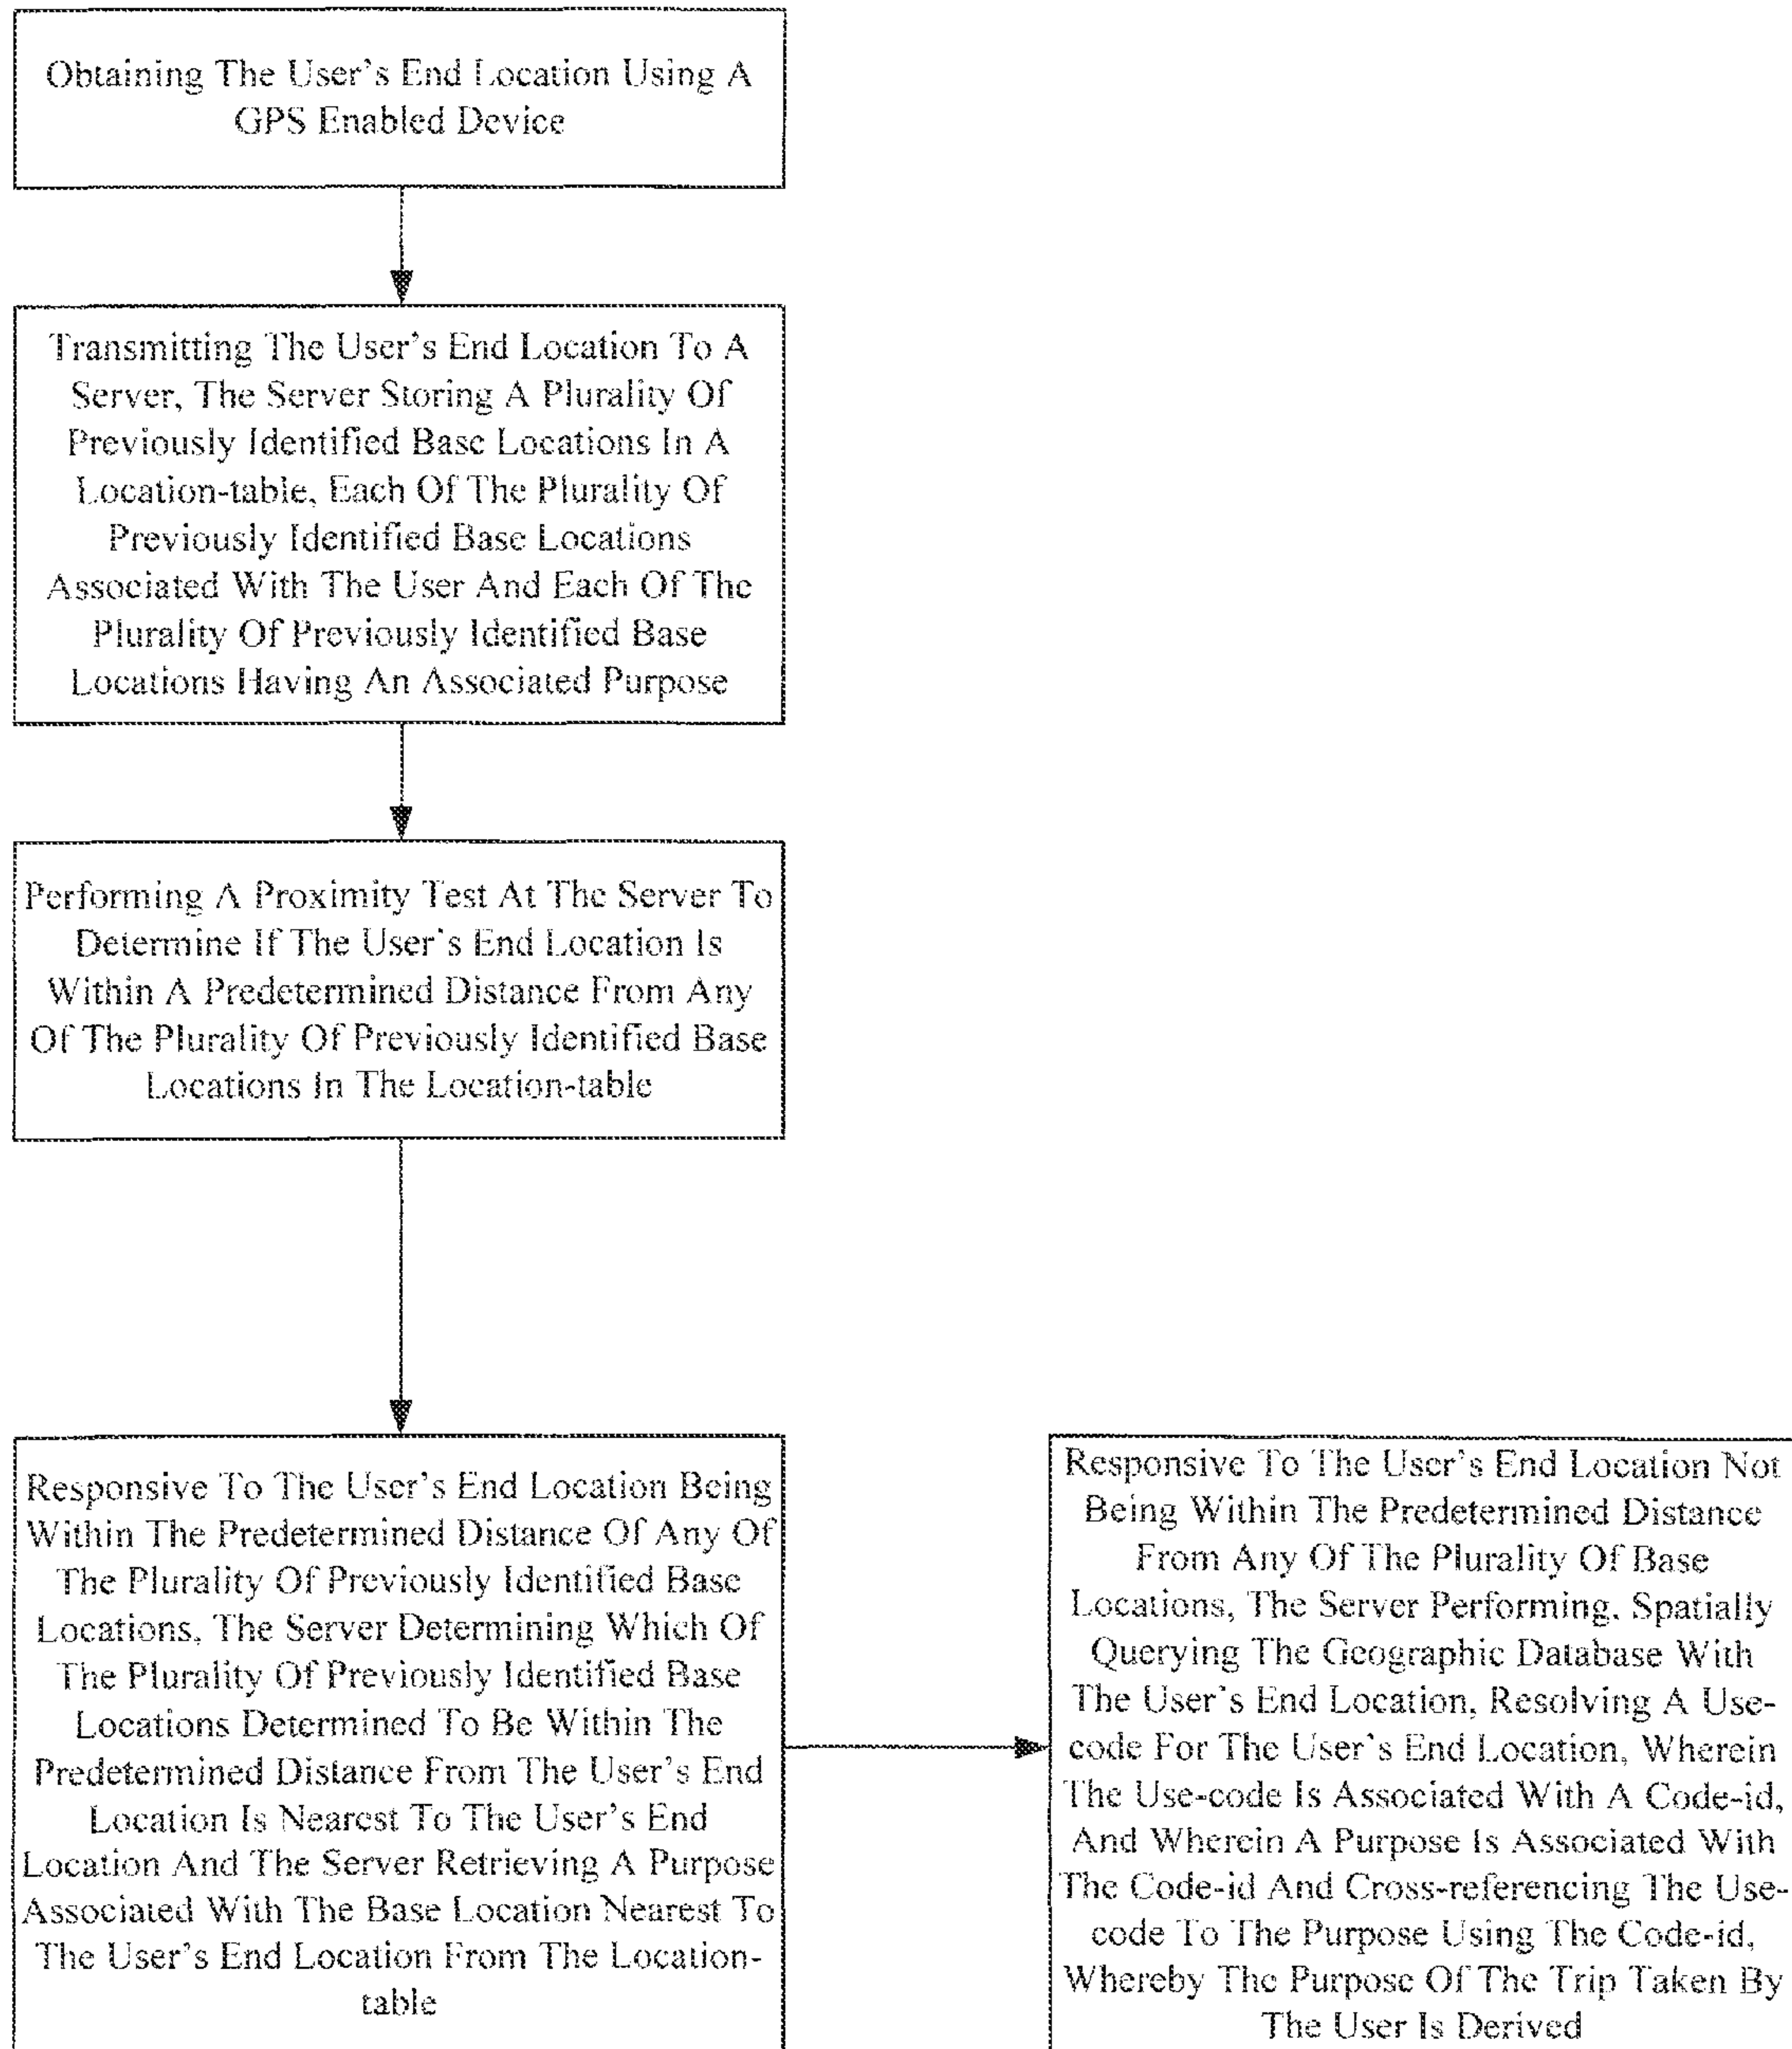 Obtaining The User's End Location Using A
GPS Enabled Device
Transmitting The User's End Location To A
Server, The Server Storing A Plurality Of
Previously Identified Base Locations In A
Location-table, Each Of The Plurality Of
Previously Identified Base Locations
Associated With The User And Each Of The
Plurality Of Previously Identified Base
Locations Having An Associated Purpose
Performing A Proximity Test At The Server To
Determine If The User's End Location Is
Within A Predetermined Distance From Any
Of The Plurality Of Previously Identified Base
Locations In The Location-table
Responsive To The User's End Location Being
Within The Predetermined Distance Of Any Of
The Plurality Of Previously Identified Base
Locations, The Server Determining Which Of
The Plurality Of Previously Identified Base
Locations Determined To Be Within The
Predetermined Distance From The User's End
Location Is Nearest To The User's End
Location And The Server Retrieving A Purpose
Associated With The Base Location Nearest To
The User's End Location From The Location-
table
Responsive To The User's End Location Not
Being Within The Predetermined Distance
From Any Of The Plurality Of Base
Locations, The Server Performing, Spatially
Querying The Geographic Database With
The User's End Location, Resolving A Use-
code For The User's End Location, Wherein
The Use-code Is Associated With A Code-id,
And Wherein A Purpose Is Associated With
The Code-id And Cross-referencing The Use-
code To The Purpose Using The Code-id,
Whereby The Purpose Of The Trip Taken By
The User Is Derived